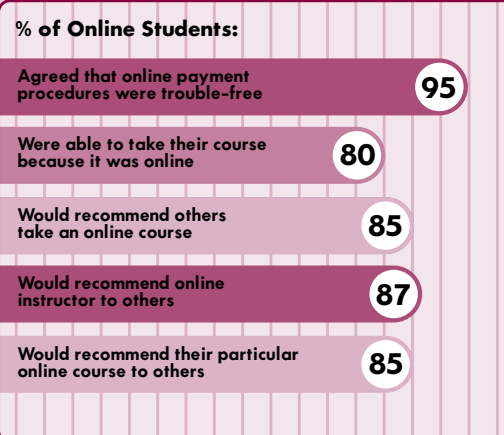 % of Online Students:
Agreed that online payment
procedures were trouble-free
95
Were able to take their course
because it was online
80
Would recommend others
take an online course
85
Would recommend online
instructor to others
87
Would recommend their particular
online course to others
85